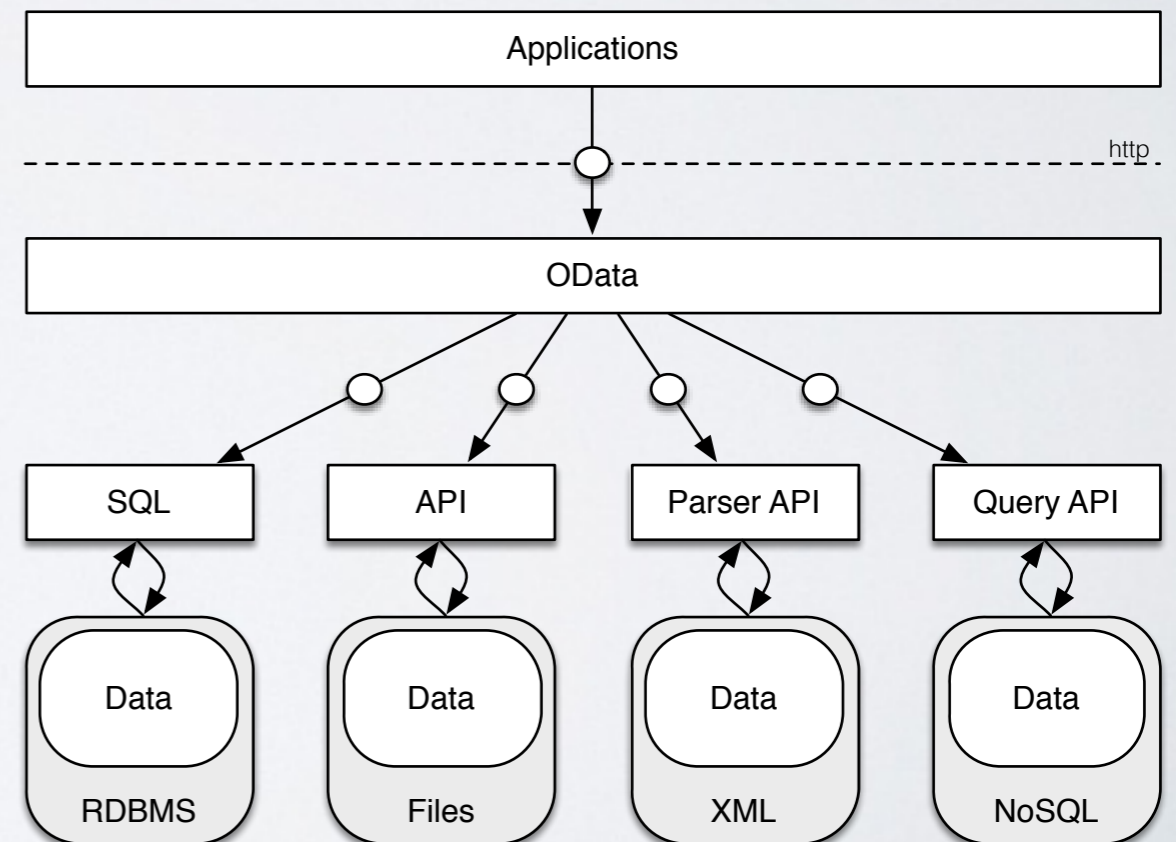 Applications
http
OData
SQL
API
Parser API
Query API
Data
Data
Data
Data
RDBMS
Files
XML
NoSQL